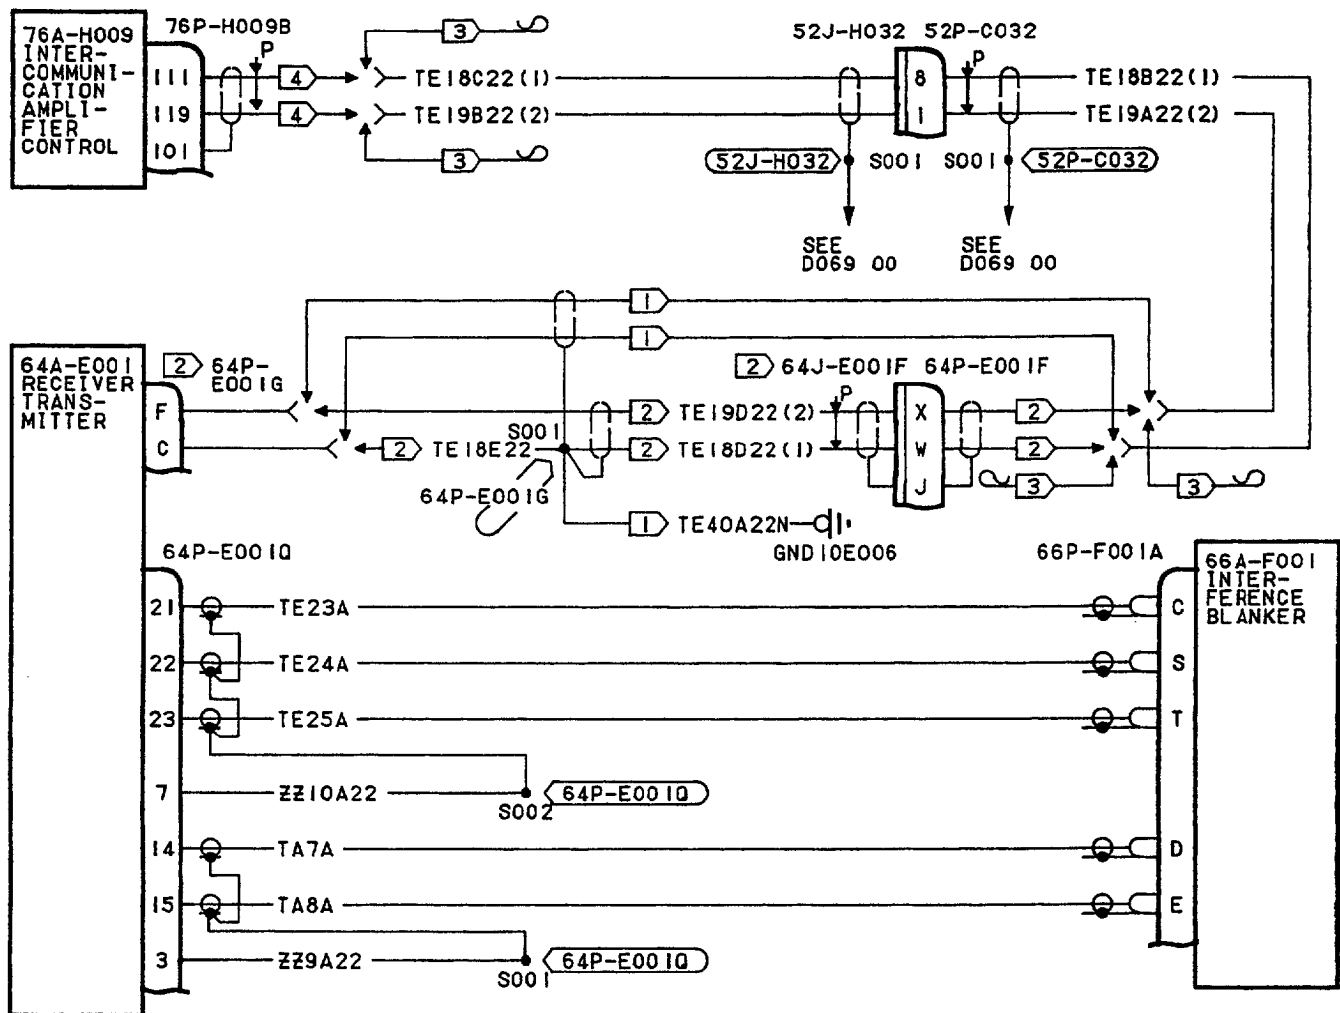 76A-H009
INTER-
COMMUNI-
CATION
AMPLI-
FIER
CONTROL
76P-H009B
P
111
119
101
4
4
3
3
TE18C22(1)
TE19B22(2)
52J-H032 52P-C032
8
1
P
TE18B22(1)
TE19A22(2)
52J-H032 S001 S001 52P-C032
SEE
D069 00
SEE
D069 00
1
1
64A-E001
RECEIVER
TRANS-
MITTER
2 64P-
E001G
F
C
2 64J-E001F 64P-E001F
P
2 TE19D22(2)
X
2
S001
2 TE18E22
2 TE18D22(1)
W
2
J
3
3
64P-E001G
1 TE40A22N
GND10E006
64P-E001Q
66P-F001A
66A-F001
INTER-
FERENCE
BLANKER
21 TE23A C
22 TE24A S
23 TE25A T
7 ZZ10A22 64P-E001Q
S002
14 TA7A D
15 TA8A E
3 ZZ9A22 64P-E001Q
S001